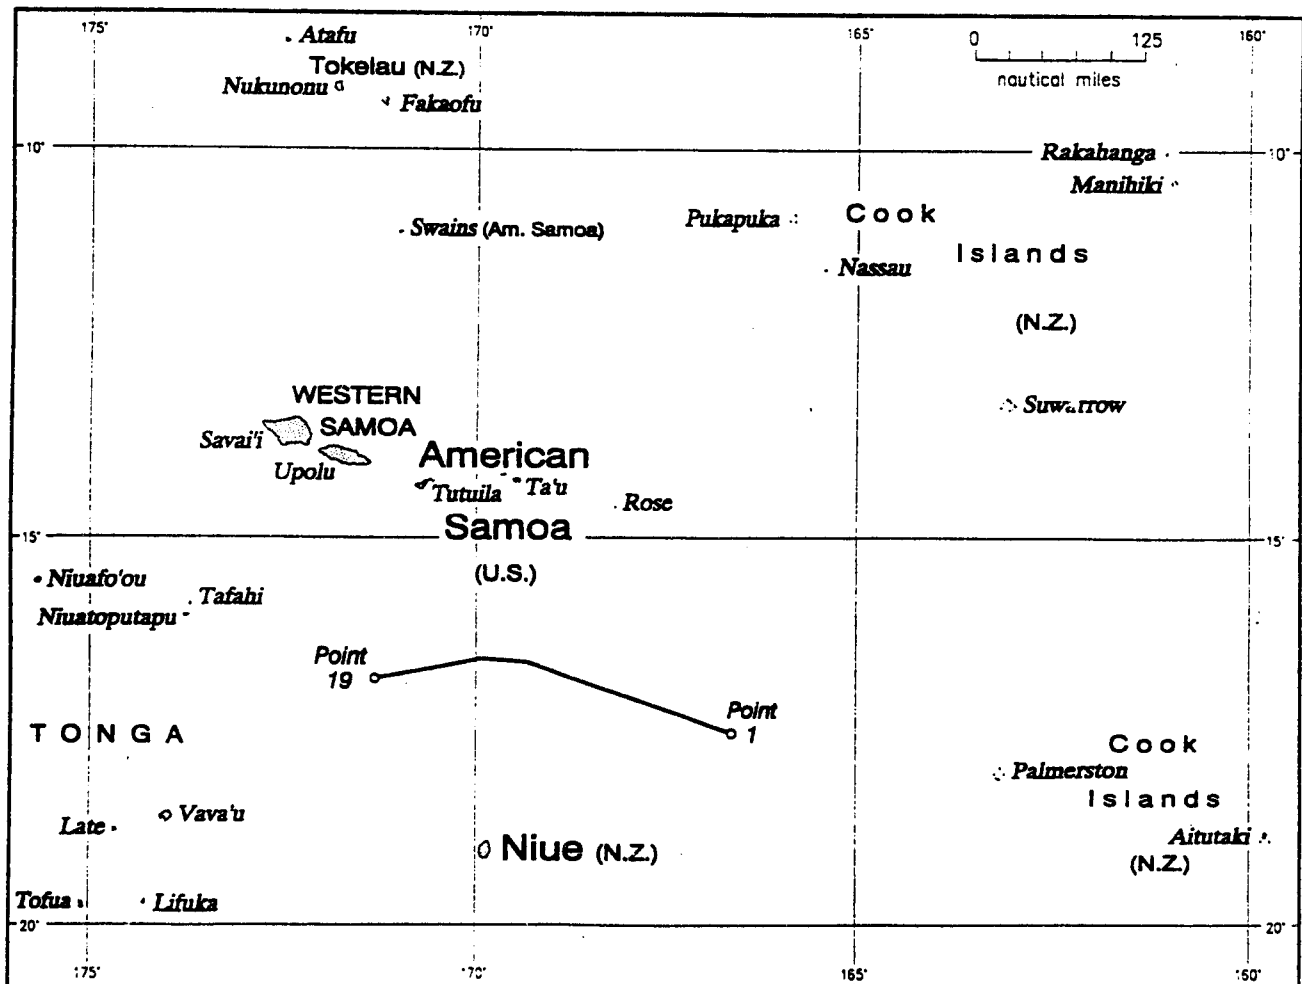 175°
170°
165°
160°
Atafu
0 125
nautical miles
Tokelau (N.Z.)
Nukunonu
Fakaofu
10°
10°
Rakahanga
Manihiki
Pukapuka
Cook
Swains (Am. Samoa)
Islands
Nassau
(N.Z.)
WESTERN
SAMOA
Suwarrow
Savai'i
Upolu
American
Tutuila
Ta'u
Rose
Samoa
15°
15°
(U.S.)
Niuafo'ou
Tafahi
Niuatoputapu
Point
19
Point
1
TONGA
Cook
Palmerston
Islands
Vava'u
Late
Aitutaki
Niue (N.Z.)
(N.Z.)
Tofua
Lifuka
20°
20°
175°
170°
165°
160°